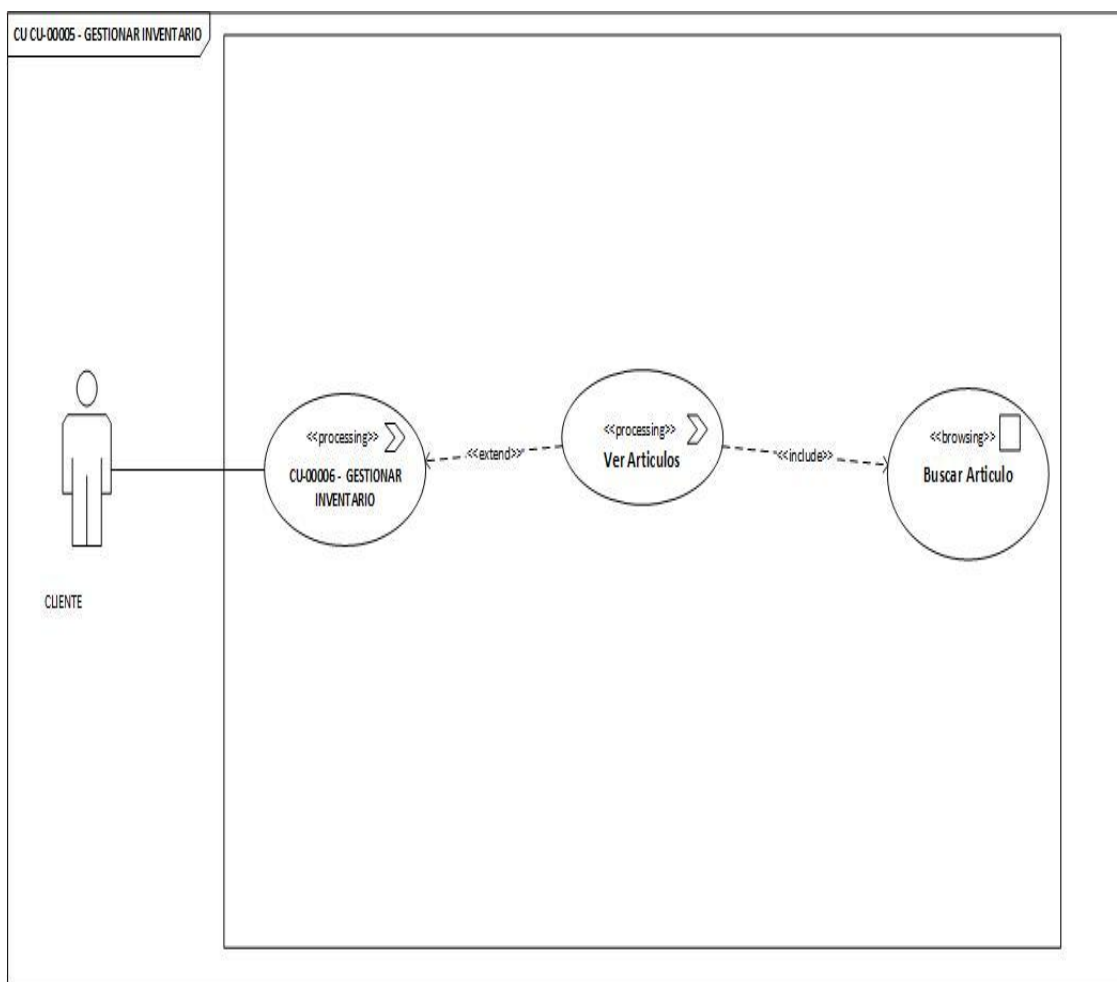 CU CU-00005 - GESTIONAR INVENTARIO
<<processing>>
CU-00006 - GESTIONAR
INVENTARIO
<<extend>>
<<processing>>
Ver Articulos
<<include>>
<<browsing>>
Buscar Articulo
CLIENTE